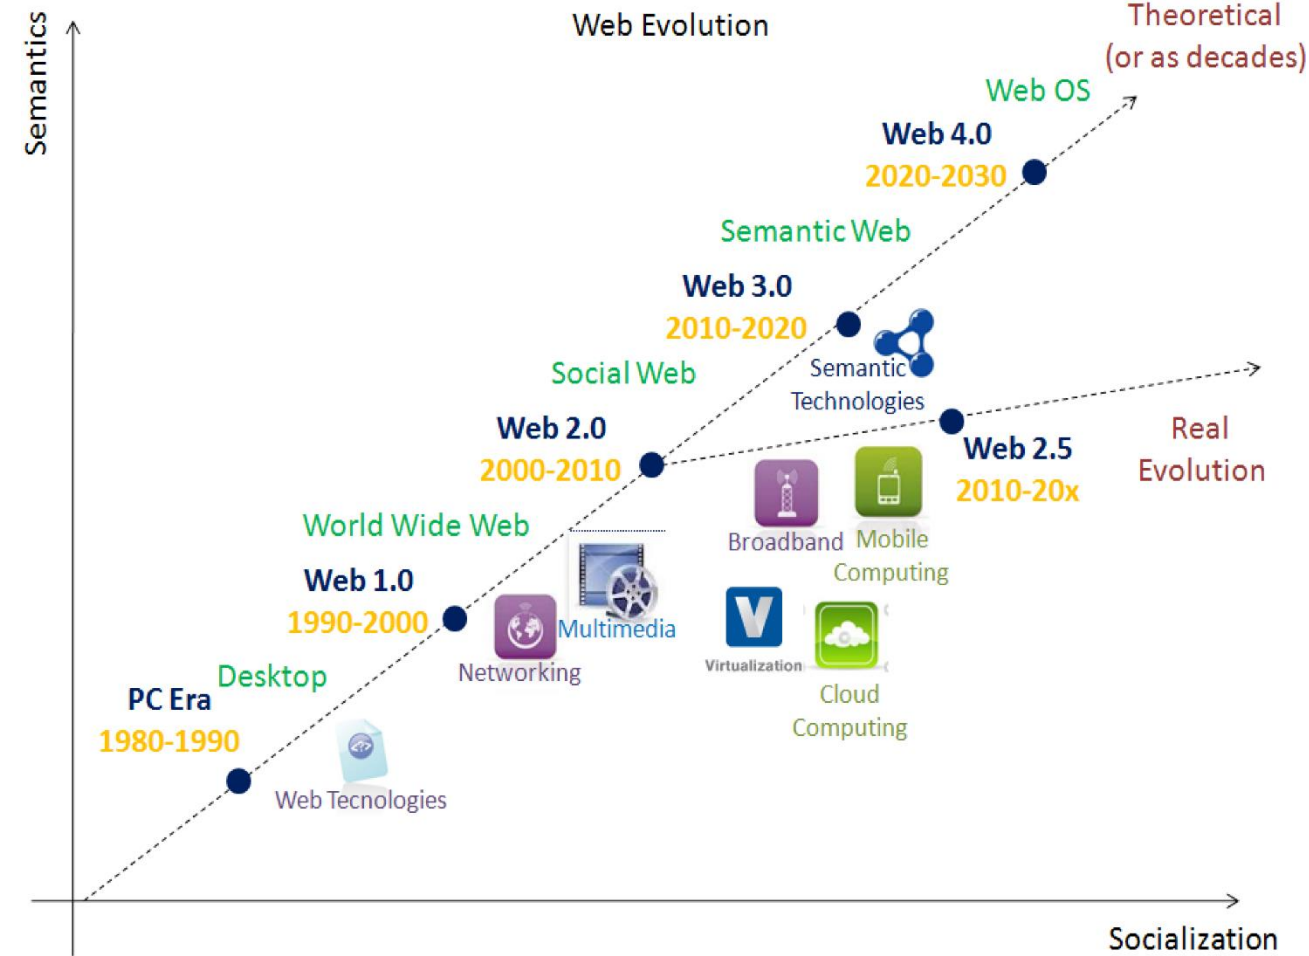 Web Evolution
Theoretical
(or as decades)
Semantics
Web OS
Web 4.0
2020-2030
Semantic Web
Web 3.0
2010-2020
Semantic
Technologies
Social Web
Web 2.0
2000-2010
Web 2.5
2010-20x
Real
Evolution
Broadband
Mobile
Computing
World Wide Web
Web 1.0
1990-2000
Networking
Multimedia
V
Virtualization
Cloud
Computing
Desktop
PC Era
1980-1990
Web Tecnologies
Socialization